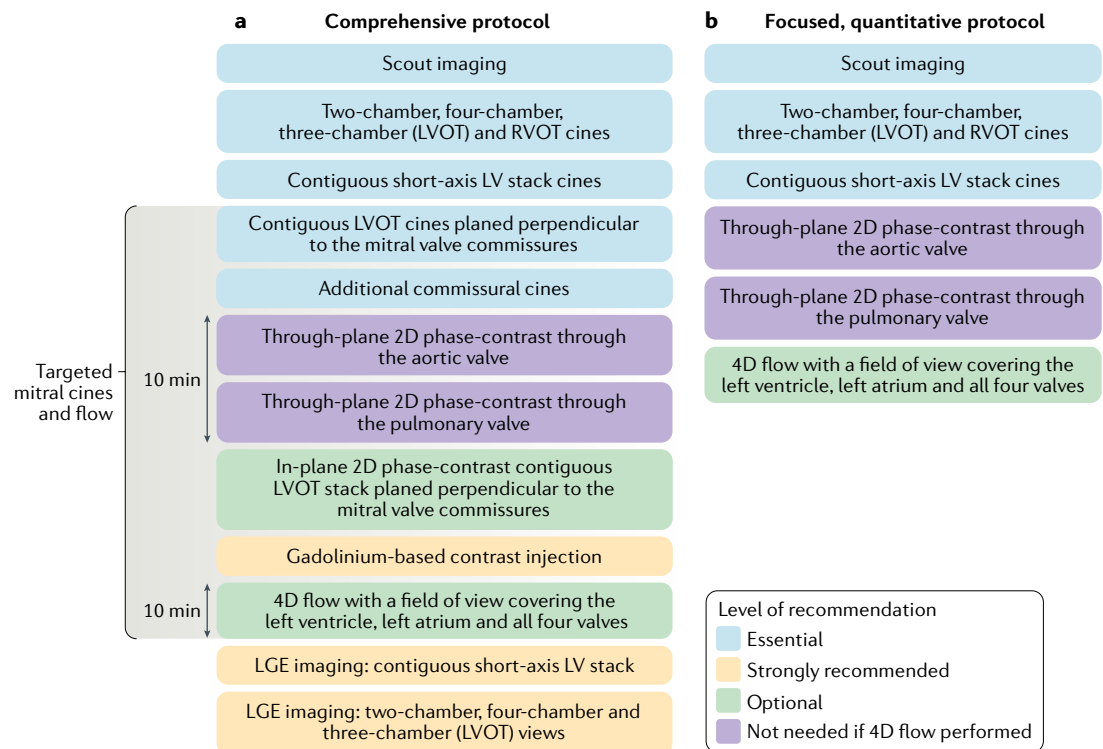 a Comprehensive protocol
Scout imaging
Two-chamber, four-chamber,
three-chamber (LVOT) and RVOT cines
Contiguous short-axis LV stack cines
Contiguous LVOT cines planed perpendicular
to the mitral valve commissures
Additional commissural cines
Through-plane 2D phase-contrast through
the aortic valve
Through-plane 2D phase-contrast through
the pulmonary valve
In-plane 2D phase-contrast contiguous
LVOT stack planed perpendicular to the
mitral valve commissures
Gadolinium-based contrast injection
4D flow with a field of view covering the
left ventricle, left atrium and all four valves
LGE imaging: contiguous short-axis LV stack
LGE imaging: two-chamber, four-chamber and
three-chamber (LVOT) views
Targeted
mitral cines
and flow
10 min
10 min
b Focused, quantitative protocol
Scout imaging
Two-chamber, four-chamber,
three-chamber (LVOT) and RVOT cines
Contiguous short-axis LV stack cines
Through-plane 2D phase-contrast through
the aortic valve
Through-plane 2D phase-contrast through
the pulmonary valve
4D flow with a field of view covering the
left ventricle, left atrium and all four valves
Level of recommendation
Essential
Strongly recommended
Optional
Not needed if 4D flow performed